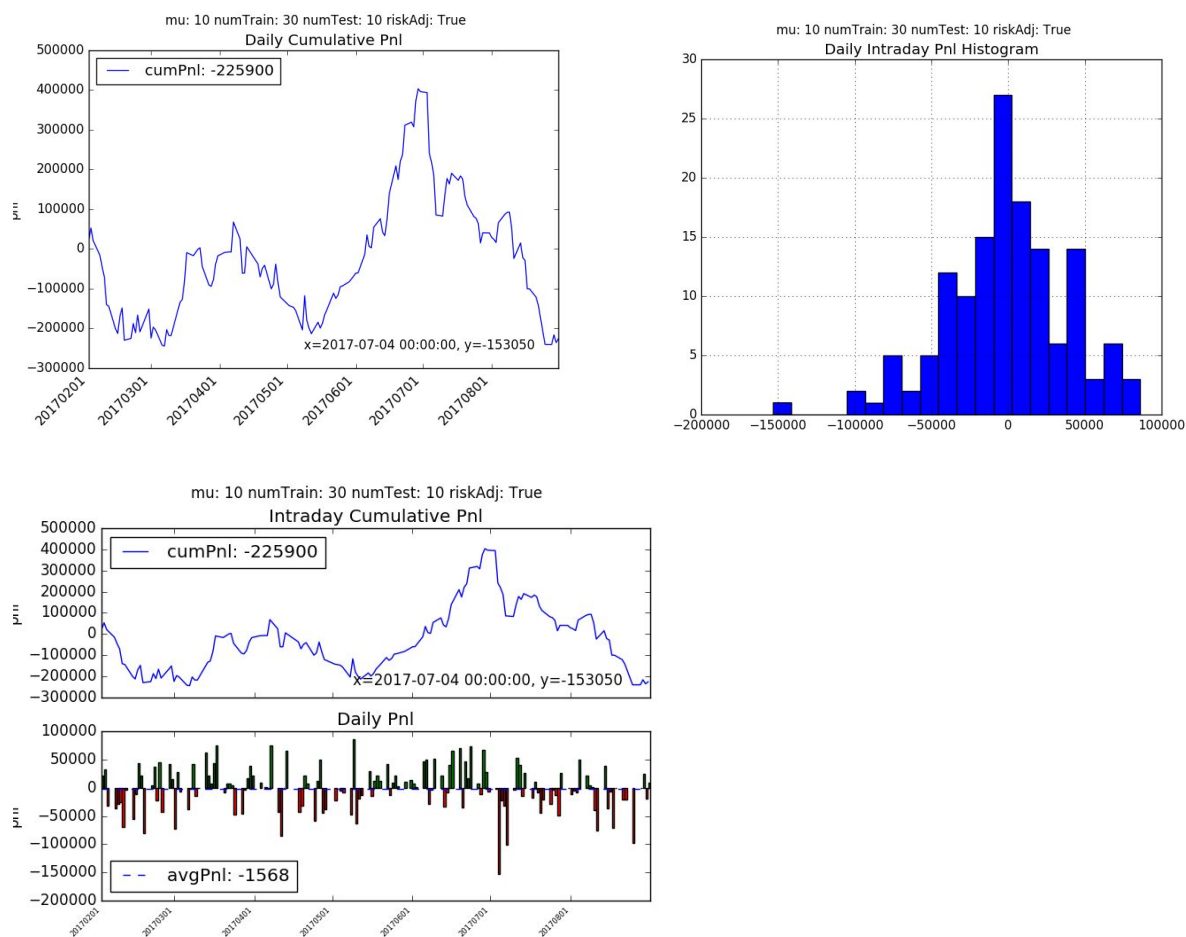 mu: 10 numTrain: 30 numTest: 10 riskAdj: True
Daily Cumulative Pnl
500000
400000
300000
200000
100000
0
−100000
−200000
−300000
pnl
cumPnl: -225900
x=2017-07-04 00:00:00, y=-153050
20170201
20170301
20170401
20170501
20170601
20170701
20170801
mu: 10 numTrain: 30 numTest: 10 riskAdj: True
Daily Intraday Pnl Histogram
30
25
20
15
10
5
0
−200000 −150000 −100000 −50000 0 50000 100000
mu: 10 numTrain: 30 numTest: 10 riskAdj: True
Intraday Cumulative Pnl
500000
400000
300000
200000
100000
0
−100000
−200000
−300000
pnl
cumPnl: -225900
x=2017-07-04 00:00:00, y=-153050
Daily Pnl
100000
50000
0
−50000
−100000
−150000
−200000
pnl
avgPnl: -1568
20170201
20170301
20170401
20170501
20170601
20170701
20170801